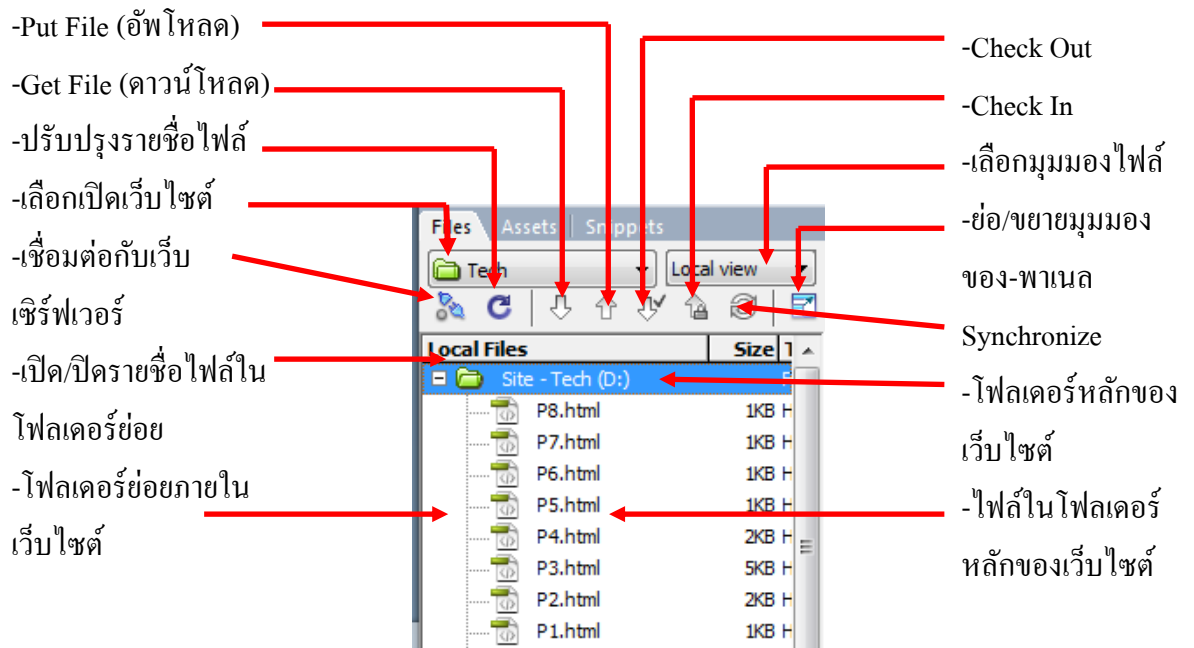 -Put File (อัพโหลด)
-Get File (ดาวน์โหลด)
-ปรับปรุงรายชื่อไฟล์
-เลือกเปิดเว็บไซต์
-เชื่อมต่อกับเว็บ
เซิร์ฟเวอร์
-เปิด/ปิดรายชื่อไฟล์ใน
โฟลเดอร์ย่อย
-โฟลเดอร์ย่อยภายใน
เว็บไซต์
Files Assets Snippets
Tech Local view
Local Files Size T
Site - Tech (D:) F
P8.html 1KB H
P7.html 1KB H
P6.html 1KB H
P5.html 1KB H
P4.html 2KB H
P3.html 5KB H
P2.html 2KB H
P1.html 1KB H
-Check Out
-Check In
-เลือกมุมมองไฟล์
-ย่อ/ขยายมุมมอง
ของ-พาเนล
Synchronize
-โฟลเดอร์หลักของ
เว็บไซต์
-ไฟล์ในโฟลเดอร์
หลักของเว็บไซต์